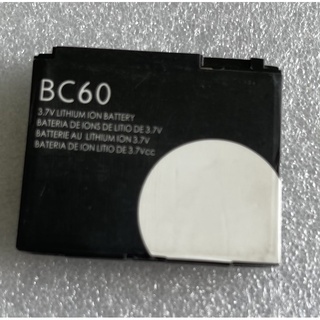 BC60
3.7V LITHIUM ION BATTERY
BATERIA DE IONS DE LITIO DE 3.7V
BATTERIE AU LITHIUM ION 3.7V
BATERIA DE ION DE LITIO DE 3.7Vcc